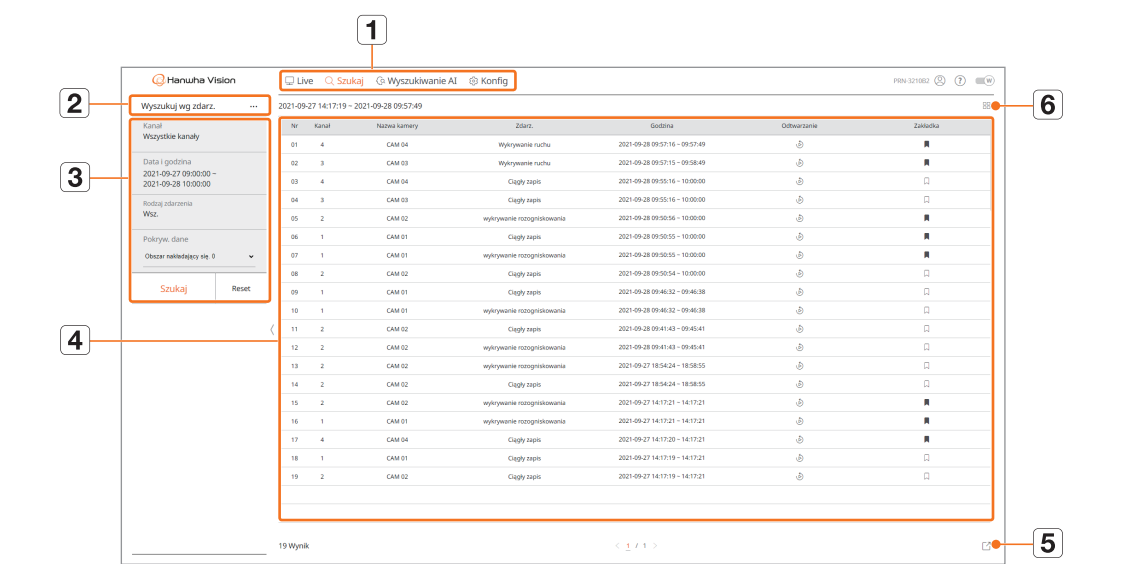 1
Hanwha Vision
Live Szukaj Wyszukiwanie AI Konfig
PRN-321082 ? W
2
Wyszukuj wg zdarz. ...
2021-09-27 14:17:19 ~ 2021-09-28 09:57:49
6
Kanał
Wszystkie kanały
Data i godzina
2021-09-27 09:00:00 ~
2021-09-28 10:00:00
Rodzaj zdarzenia
Wsz.
Pokryw. dane
Obszar nakładający się 0
Szukaj Reset
3
4
Nr Kanał Nazwa kamery Zdarz. Godzina Odtwarzanie Zakładka
01 4 CAM 04 Wykrywanie ruchu 2021-09-28 09:57:16 ~ 09:57:49
02 3 CAM 03 Wykrywanie ruchu 2021-09-28 09:57:15 ~ 09:58:49
03 4 CAM 04 Ciągły zapis 2021-09-28 09:55:16 ~ 10:00:00
04 3 CAM 03 Ciągły zapis 2021-09-28 09:55:16 ~ 10:00:00
05 2 CAM 02 wykrywanie rozogniskowania 2021-09-28 09:50:56 ~ 10:00:00
06 1 CAM 01 Ciągły zapis 2021-09-28 09:50:55 ~ 10:00:00
07 1 CAM 01 wykrywanie rozogniskowania 2021-09-28 09:50:55 ~ 10:00:00
08 2 CAM 02 Ciągły zapis 2021-09-28 09:50:54 ~ 10:00:00
09 1 CAM 01 Ciągły zapis 2021-09-28 09:46:32 ~ 09:46:38
10 1 CAM 01 wykrywanie rozogniskowania 2021-09-28 09:46:32 ~ 09:46:38
11 2 CAM 02 Ciągły zapis 2021-09-28 09:41:43 ~ 09:45:41
12 2 CAM 02 wykrywanie rozogniskowania 2021-09-28 09:41:43 ~ 09:45:41
13 2 CAM 02 wykrywanie rozogniskowania 2021-09-27 18:54:24 ~ 18:58:55
14 2 CAM 02 Ciągły zapis 2021-09-27 18:54:24 ~ 18:58:55
15 2 CAM 02 wykrywanie rozogniskowania 2021-09-27 14:17:21 ~ 14:17:21
16 1 CAM 01 wykrywanie rozogniskowania 2021-09-27 14:17:21 ~ 14:17:21
17 4 CAM 04 Ciągły zapis 2021-09-27 14:17:20 ~ 14:17:21
18 1 CAM 01 Ciągły zapis 2021-09-27 14:17:19 ~ 14:17:21
19 2 CAM 02 Ciągły zapis 2021-09-27 14:17:19 ~ 14:17:21
19 Wynik < 1 / 1 >
5